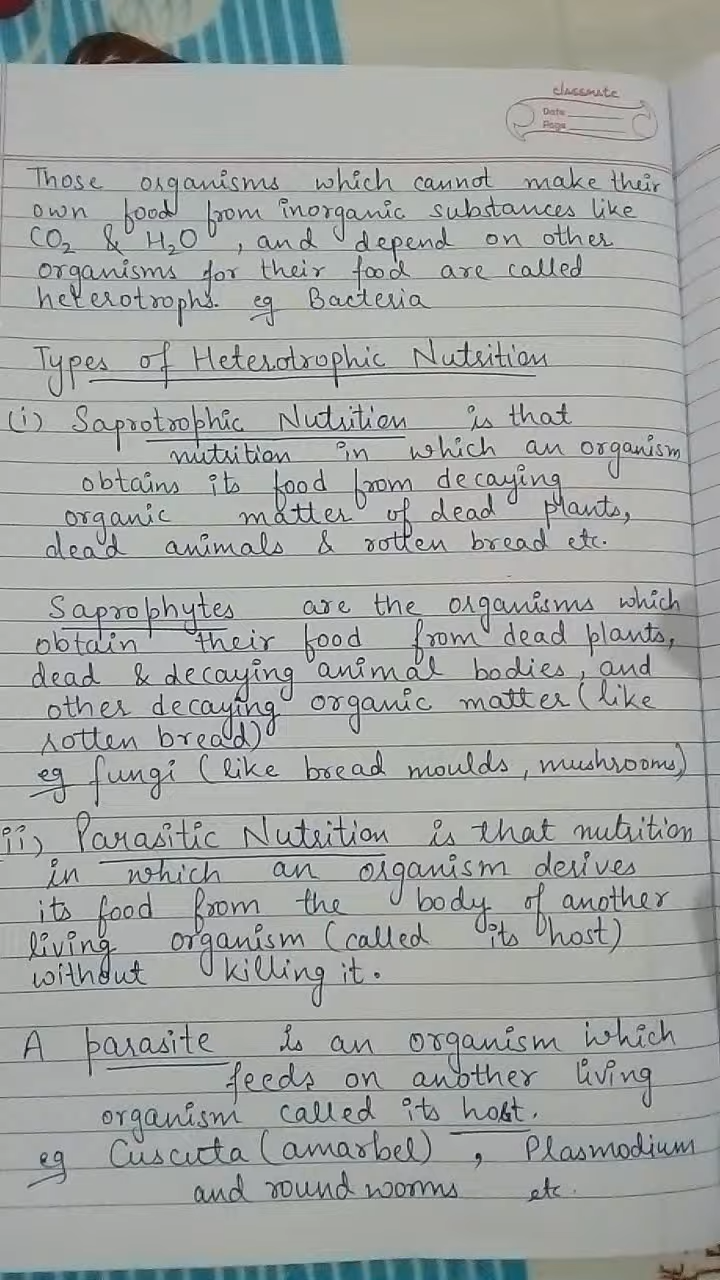 classmate
Date
Page
Those organisms which cannot make their
own food from inorganic substances like
CO2 & H2O , and depend on other
organisms for their food are called
heterotrophs. eg Bacteria
Types of Heterotrophic Nutrition
(i) Saprotrophic Nutrition is that
nutrition in which an organism
obtains its food from decaying
organic matter of dead plants,
dead animals & rotten bread etc.
Saprophytes are the organisms which
obtain their food from dead plants,
dead & decaying animal bodies, and
other decaying organic matter (like
rotten bread)
eg fungi (like bread moulds, mushrooms)
ii) Parasitic Nutrition is that nutrition
in which an organism derives
its food from the body of another
living organism (called its host)
without killing it.
A parasite is an organism which
feeds on another living
organism called its host.
eg Cuscuta (amarbel) , Plasmodium
and round worms etc.